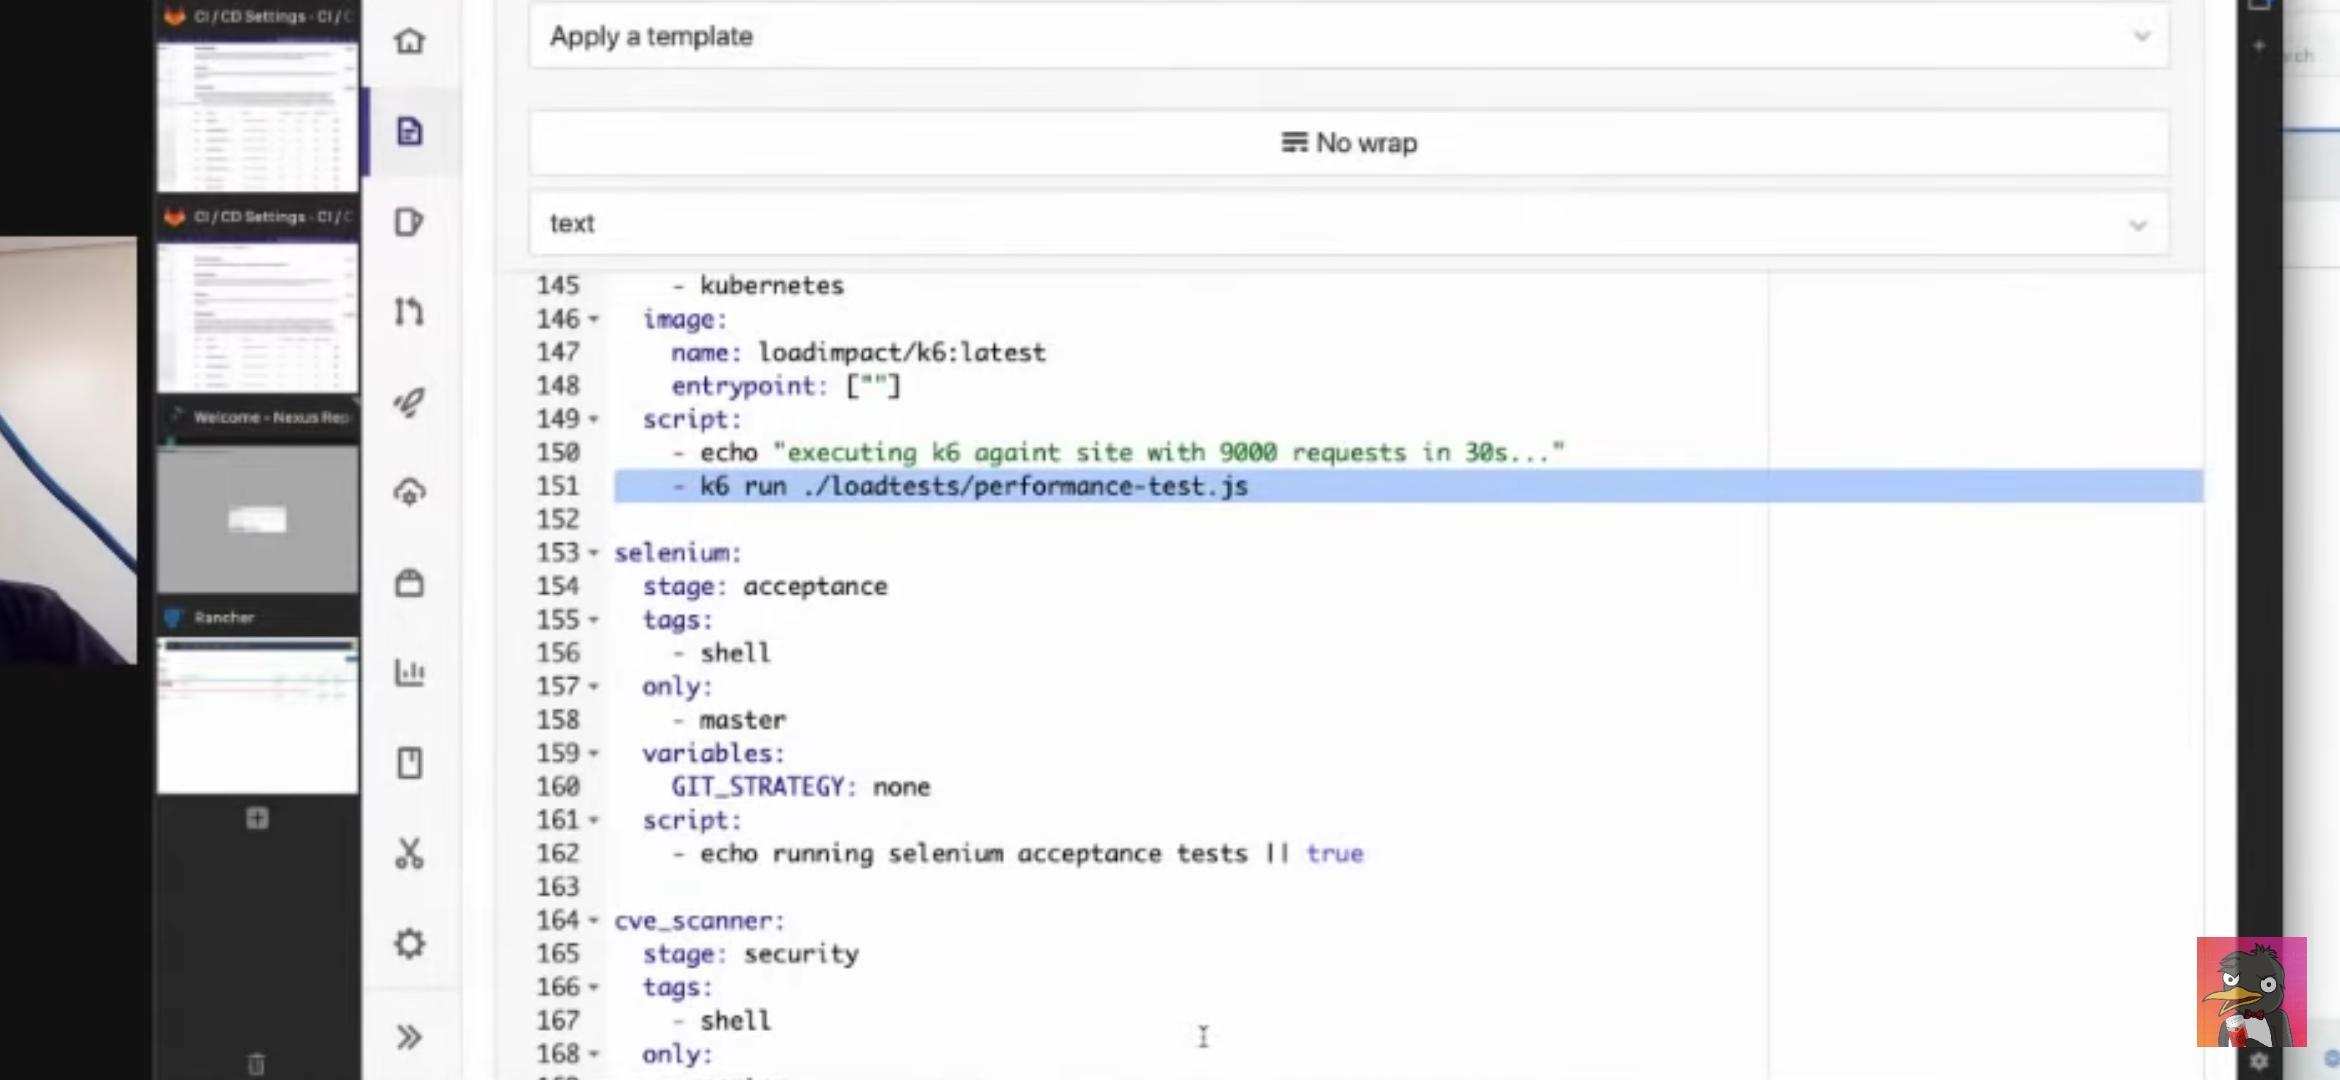 CI / CD Settings - CI / C
CI / CD Settings - CI / C
Welcome - Nexus Rep
Rancher
Apply a template
No wrap
text
145 - kubernetes
146 image:
147 name: loadimpact/k6:latest
148 entrypoint: [""]
149 script:
150 - echo "executing k6 againt site with 9000 requests in 30s..."
151 - k6 run ./loadtests/performance-test.js
152
153 selenium:
154 stage: acceptance
155 tags:
156 - shell
157 only:
158 - master
159 variables:
160 GIT_STRATEGY: none
161 script:
162 - echo running selenium acceptance tests || true
163
164 cve_scanner:
165 stage: security
166 tags:
167 - shell
168 only: